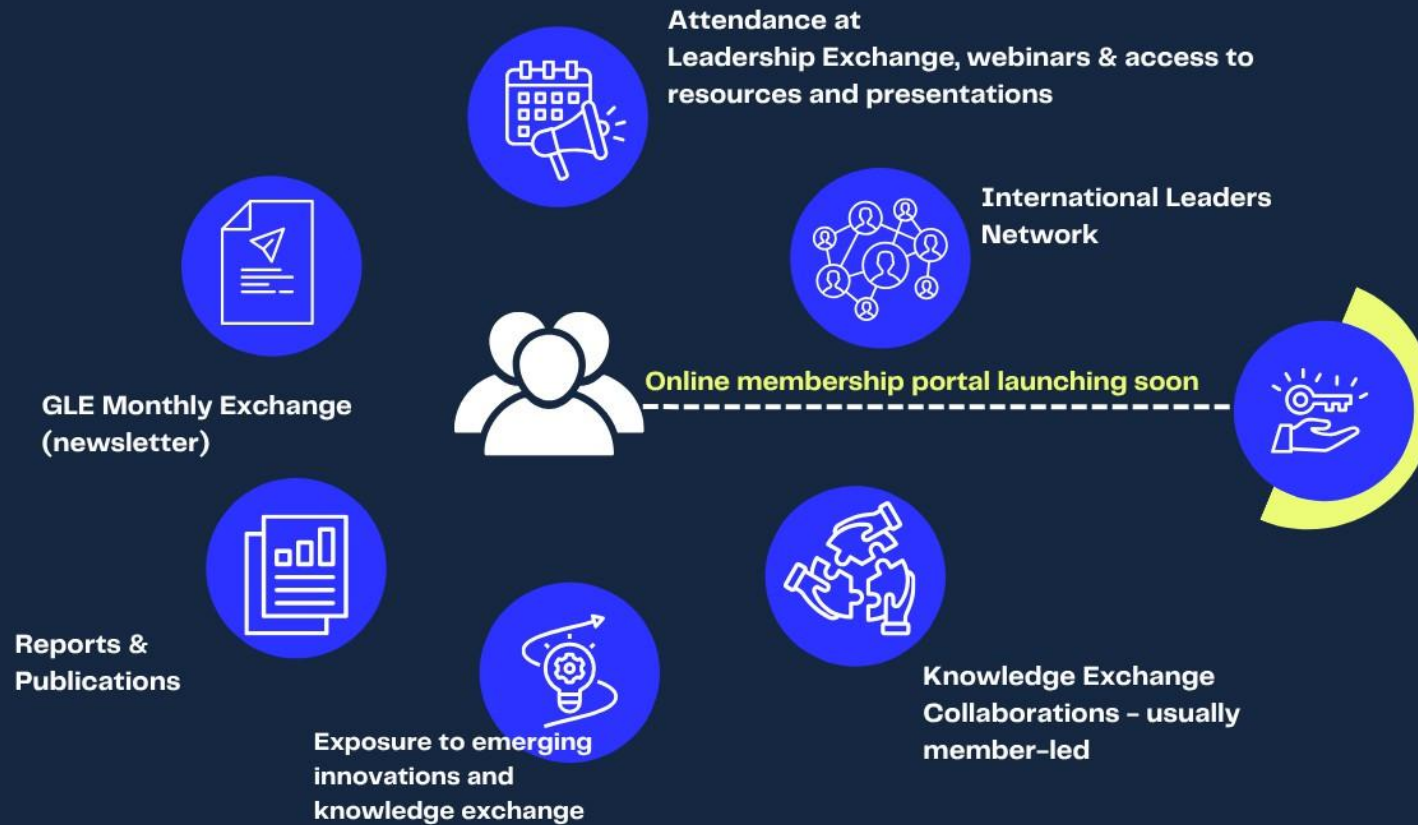 Attendance at
Leadership Exchange, webinars & access to
resources and presentations
International Leaders
Network
Online membership portal launching soon
GLE Monthly Exchange
(newsletter)
Reports &
Publications
Exposure to emerging
innovations and
knowledge exchange
Knowledge Exchange
Collaborations - usually
member-led